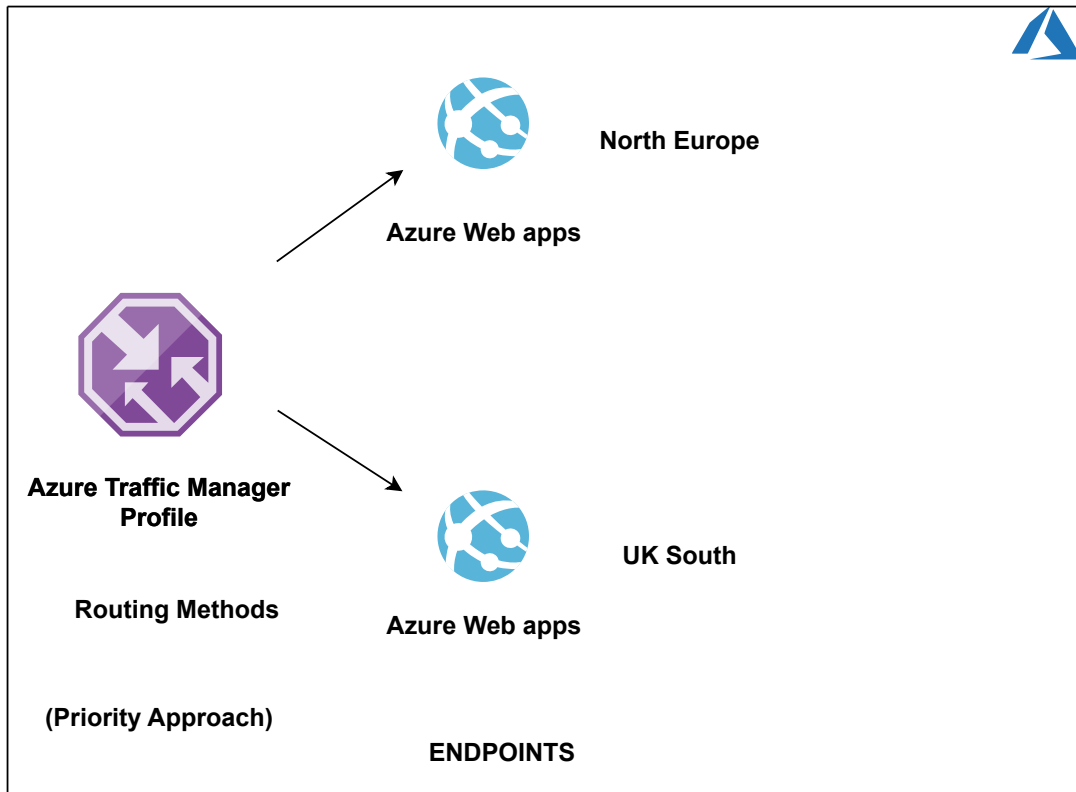 North Europe
Azure Web apps
Azure Traffic Manager
Profile
UK South
Routing Methods
Azure Web apps
(Priority Approach)
ENDPOINTS